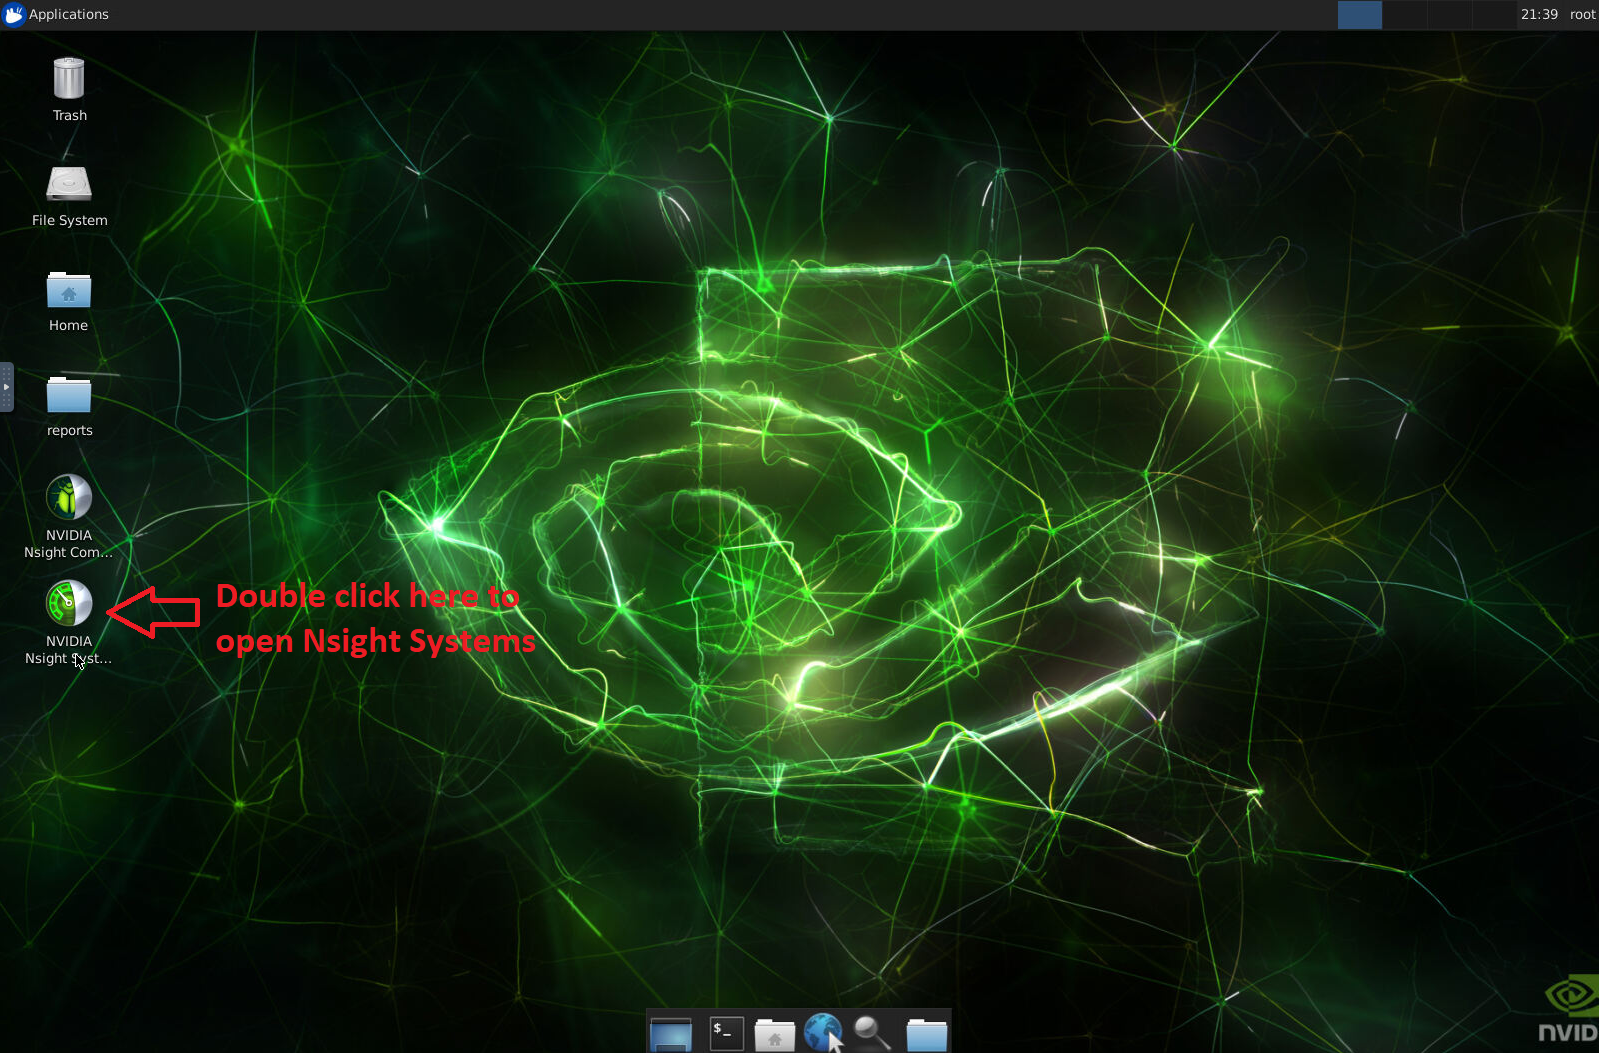 Applications
21:39 root
Trash
File System
Home
reports
NVIDIA
Nsight Com...
NVIDIA
Nsight Syst...
Double click here to
open Nsight Systems
$_
NVID